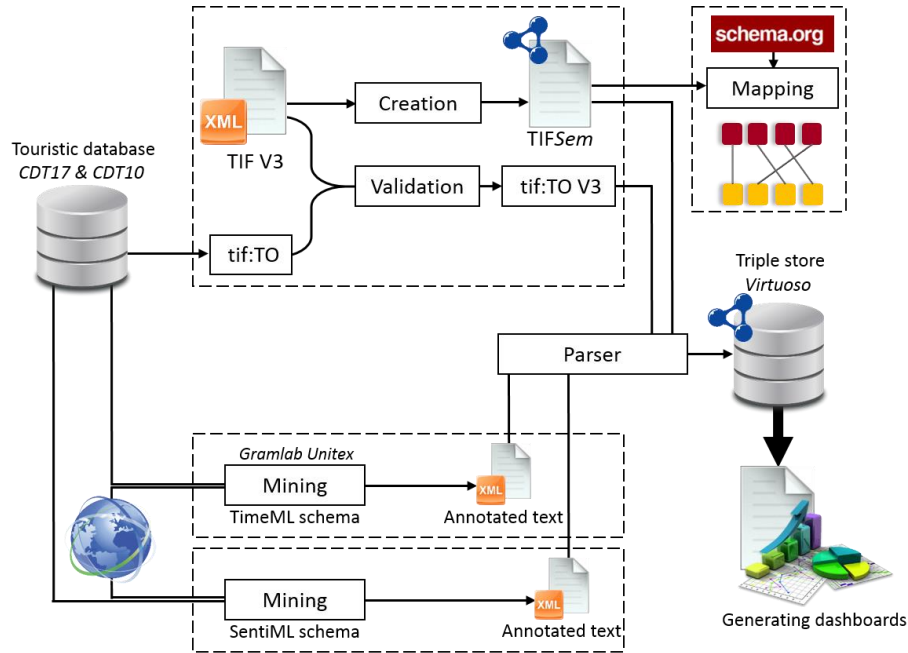 schema.org
Mapping
XML
TIF V3
Creation
TIFSem
Touristic database
CDT17 & CDT10
Validation
tif:TO V3
tif:TO
Triple store
Virtuoso
Parser
Gramlab Unitex
Mining
TimeML schema
XML
Annotated text
Mining
SentiML schema
XML
Annotated text
Generating dashboards